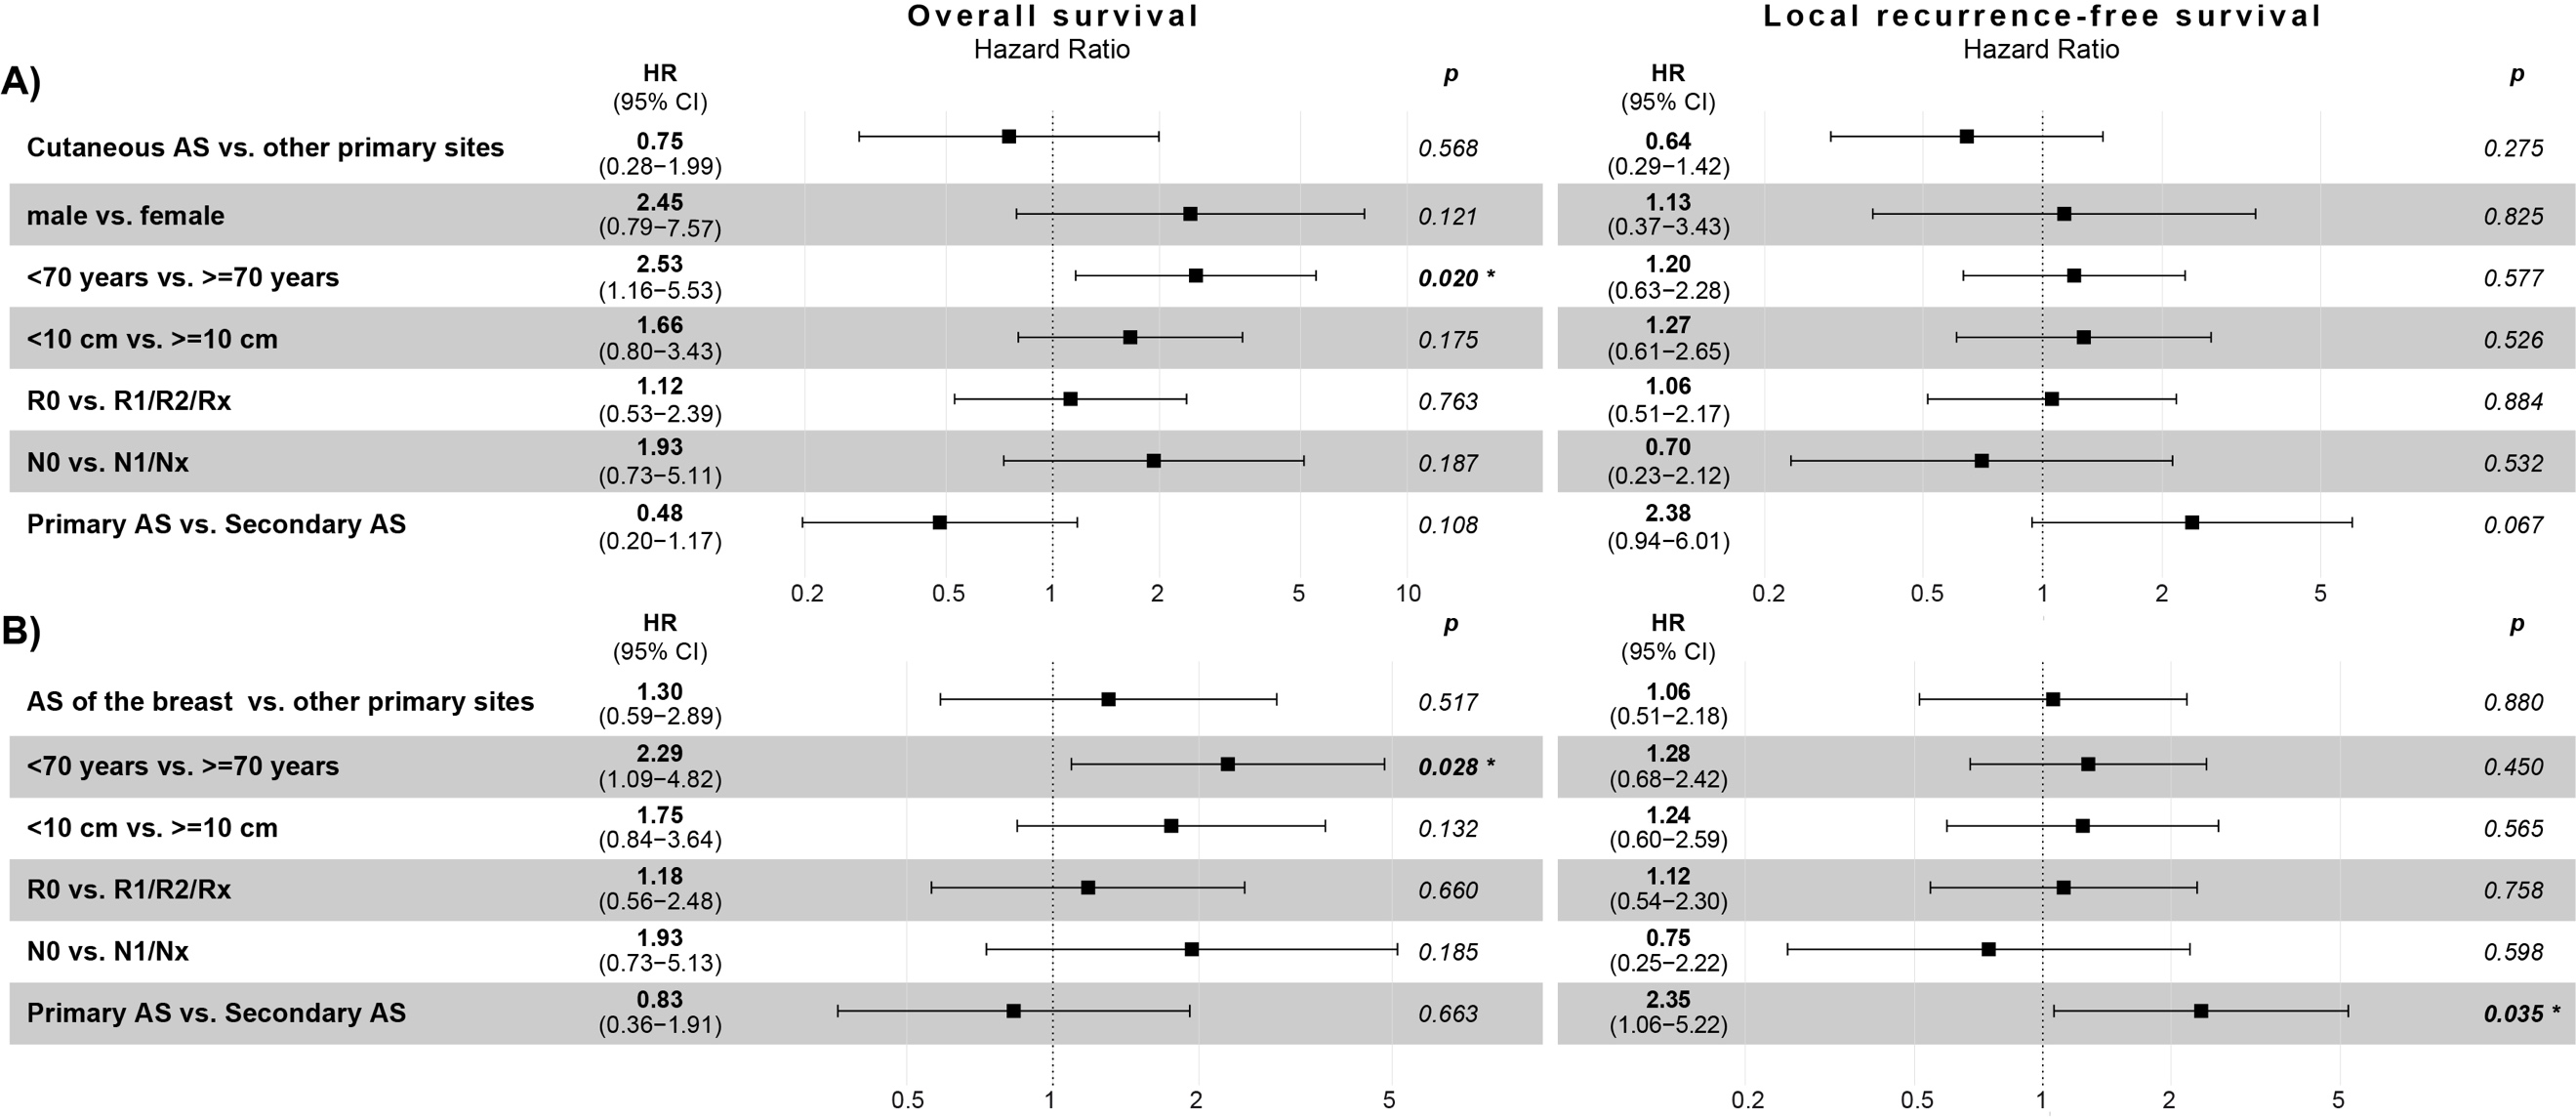 Overall survival Local recurrence-free survival
Hazard Ratio Hazard Ratio
A) HR p HR p
(95% CI) (95% CI)
Cutaneous AS vs. other primary sites 0.75 0.568 0.64 0.275
(0.28−1.99) (0.29−1.42)
male vs. female 2.45 0.121 1.13 0.825
(0.79−7.57) (0.37−3.43)
<70 years vs. >=70 years 2.53 0.020 * 1.20 0.577
(1.16−5.53) (0.63−2.28)
<10 cm vs. >=10 cm 1.66 0.175 1.27 0.526
(0.80−3.43) (0.61−2.65)
R0 vs. R1/R2/Rx 1.12 0.763 1.06 0.884
(0.53−2.39) (0.51−2.17)
N0 vs. N1/Nx 1.93 0.187 0.70 0.532
(0.73−5.11) (0.23−2.12)
Primary AS vs. Secondary AS 0.48 0.108 2.38 0.067
(0.20−1.17) (0.94−6.01)
0.2 0.5 1 2 5 10 0.2 0.5 1 2 5
B) HR p HR p
(95% CI) (95% CI)
AS of the breast vs. other primary sites 1.30 0.517 1.06 0.880
(0.59−2.89) (0.51−2.18)
<70 years vs. >=70 years 2.29 0.028 * 1.28 0.450
(1.09−4.82) (0.68−2.42)
<10 cm vs. >=10 cm 1.75 0.132 1.24 0.565
(0.84−3.64) (0.60−2.59)
R0 vs. R1/R2/Rx 1.18 0.660 1.12 0.758
(0.56−2.48) (0.54−2.30)
N0 vs. N1/Nx 1.93 0.185 0.75 0.598
(0.73−5.13) (0.25−2.22)
Primary AS vs. Secondary AS 0.83 0.663 2.35 0.035 *
(0.36−1.91) (1.06−5.22)
0.5 1 2 5 0.2 0.5 1 2 5